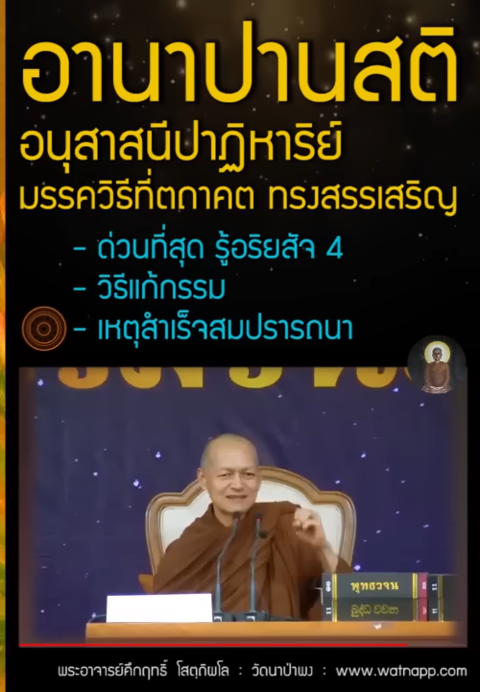 อานาปานสติ
อนุสาสนีปาฏิหาริย์
มรรควิธีที่ตถาคต ทรงสรรเสริญ
- ด่วนที่สุด รู้อริยสัจ 4
- วิธีแก้กรรม
- เหตุสำเร็จสมปรารถนา
พุทธวจน
พระอาจารย์คึกฤทธิ์ โสตฺถิผโล : วัดนาป่าพง : www.watnapp.com